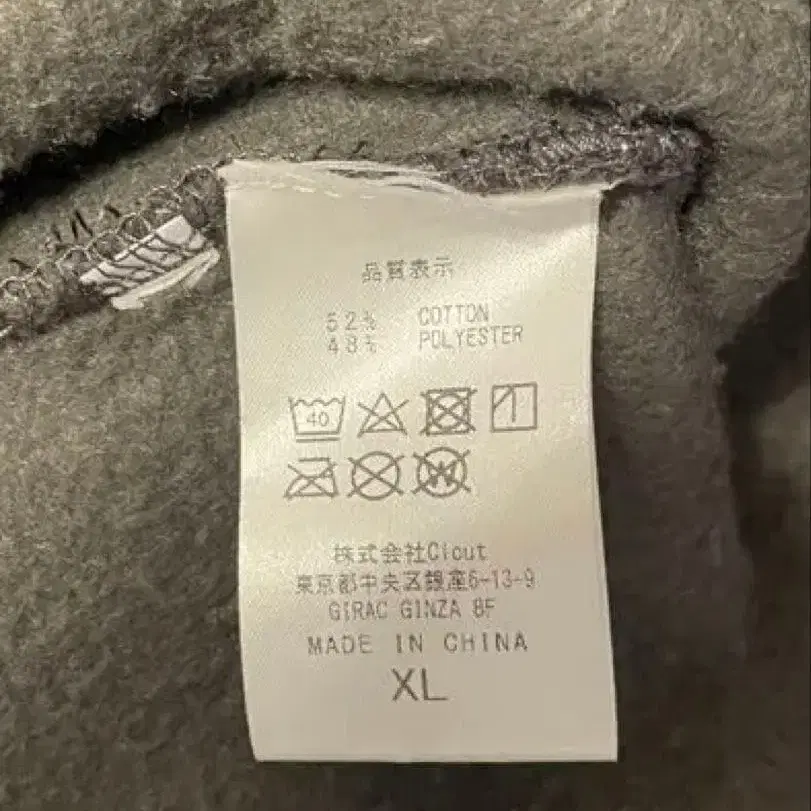 品質表示
52% COTTON
48% POLYESTER
40
W
株式会社Cicut
東京都中央区銀座6-13-9
GIRAC GINZA 8F
MADE IN CHINA
XL